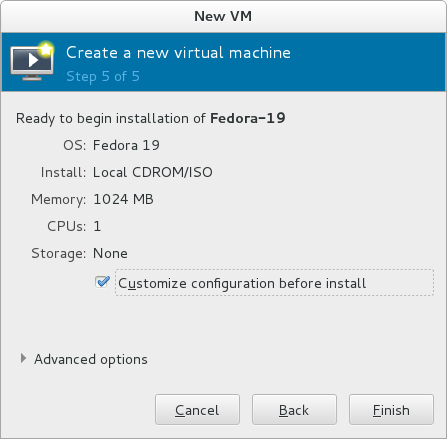 New VM
Create a new virtual machine
Step 5 of 5
Ready to begin installation of Fedora-19
OS: Fedora 19
Install: Local CDROM/ISO
Memory: 1024 MB
CPUs: 1
Storage: None
Customize configuration before install
Advanced options
Cancel Back Finish